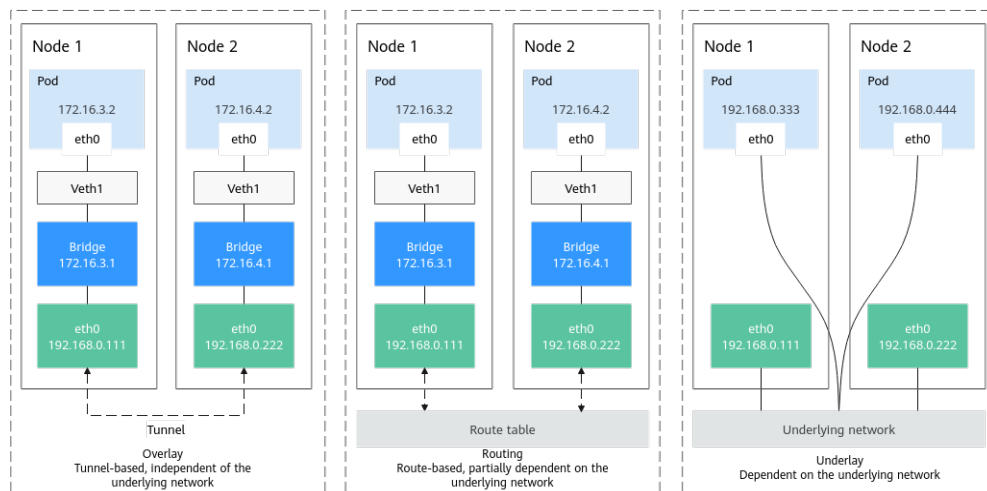 Node 1
Pod
172.16.3.2
eth0
Veth1
Bridge
172.16.3.1
eth0
192.168.0.111
Node 2
Pod
172.16.4.2
eth0
Veth1
Bridge
172.16.4.1
eth0
192.168.0.222
Tunnel
Overlay
Tunnel-based, independent of the
underlying network
Node 1
Pod
172.16.3.2
eth0
Veth1
Bridge
172.16.3.1
eth0
192.168.0.111
Node 2
Pod
172.16.4.2
eth0
Veth1
Bridge
172.16.4.1
eth0
192.168.0.222
Route table
Routing
Route-based, partially dependent on the
underlying network
Node 1
Pod
192.168.0.333
eth0
eth0
192.168.0.111
Node 2
Pod
192.168.0.444
eth0
eth0
192.168.0.222
Underlying network
Underlay
Dependent on the underlying network